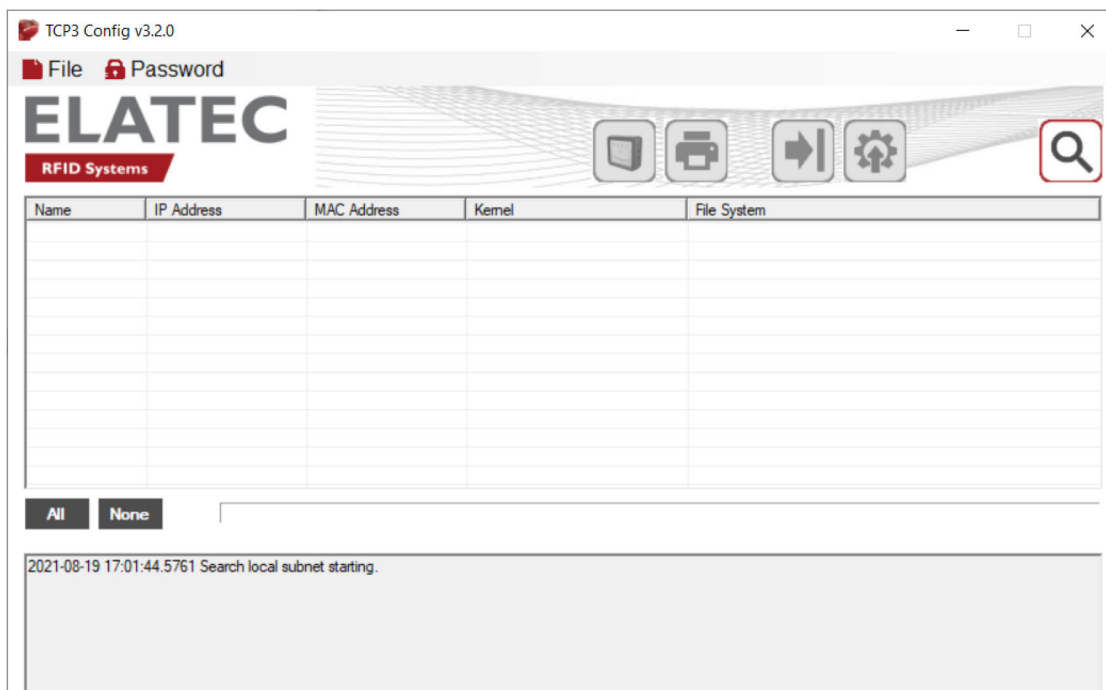 TCP3 Config v3.2.0
File Password
ELATEC
RFID Systems
Name IP Address MAC Address Kernel File System
All None
2021-08-19 17:01:44.5761 Search local subnet starting.